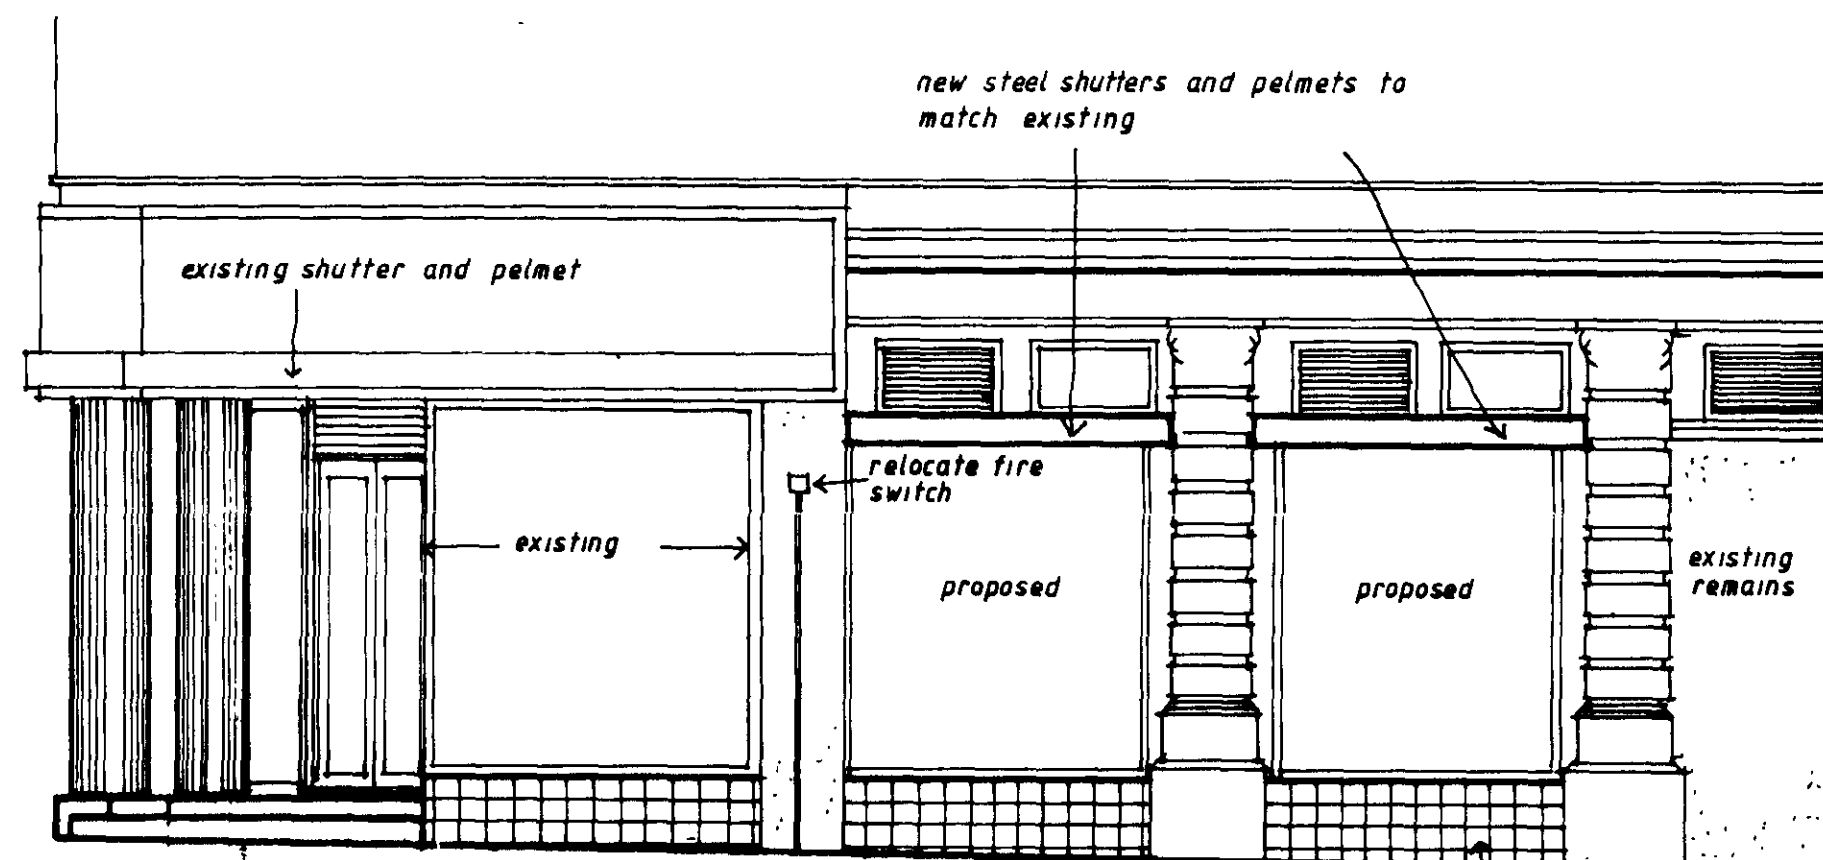 new steel shutters and pelmets to
match existing
existing shutter and pelmet
relocate fire
switch
existing
proposed
proposed
existing
remains